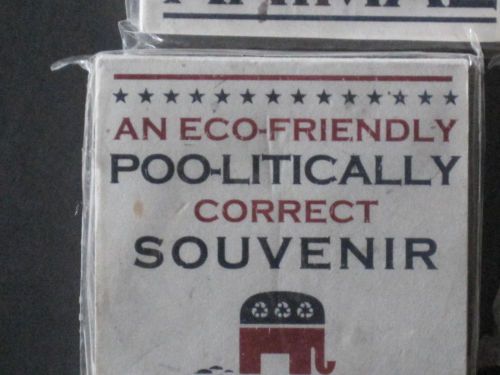 AN ECO-FRIENDLY
POO-LITICALLY
CORRECT
SOUVENIR